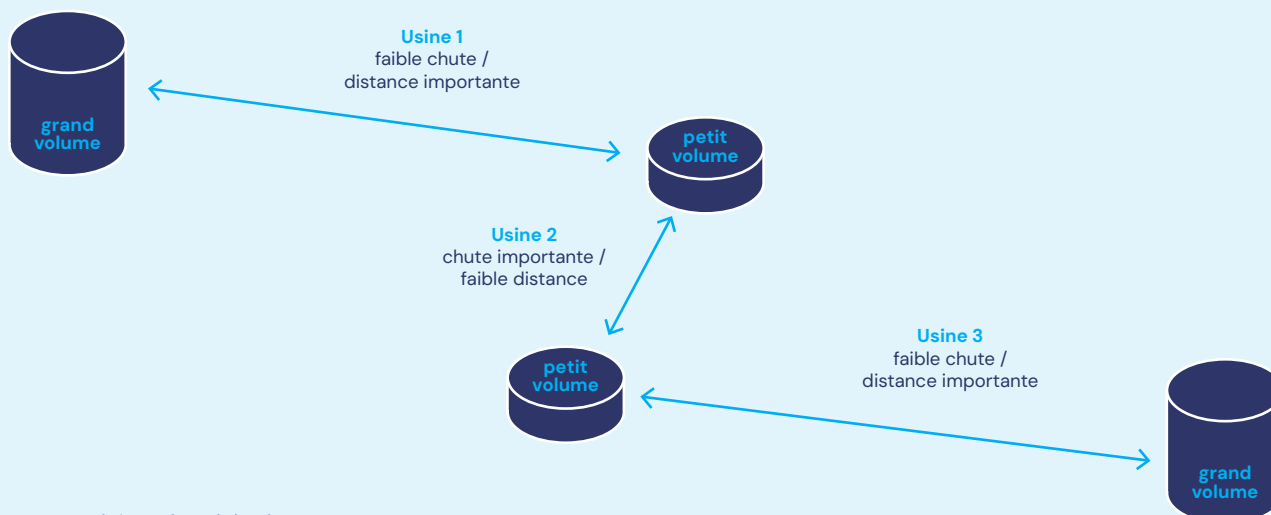 Usine 1
faible chute /
distance importante
grand
volume
petit
volume
Usine 2
chute importante /
faible distance
Usine 3
faible chute /
distance importante
petit
volume
grand
volume